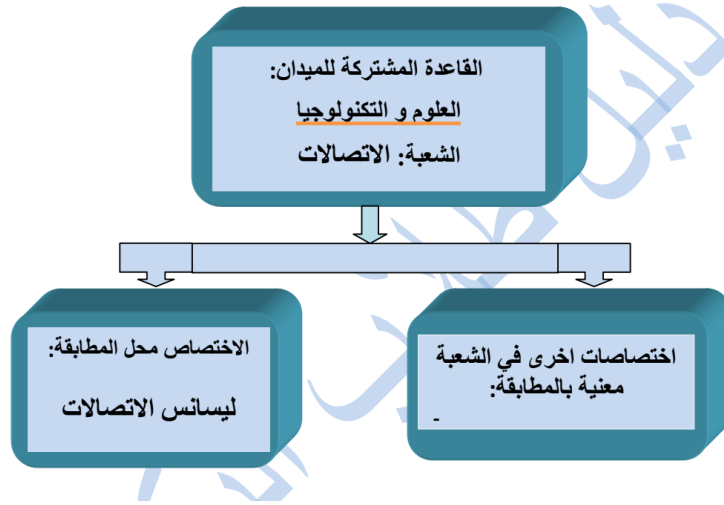 القاعدة المشتركة للميدان:
العلوم و التكنولوجيا
الشعبة: الاتصالات
اختصاصات اخرى في الشعبة
معنية بالمطابقة:
-
الاختصاص محل المطابقة:
ليسانس الاتصالات